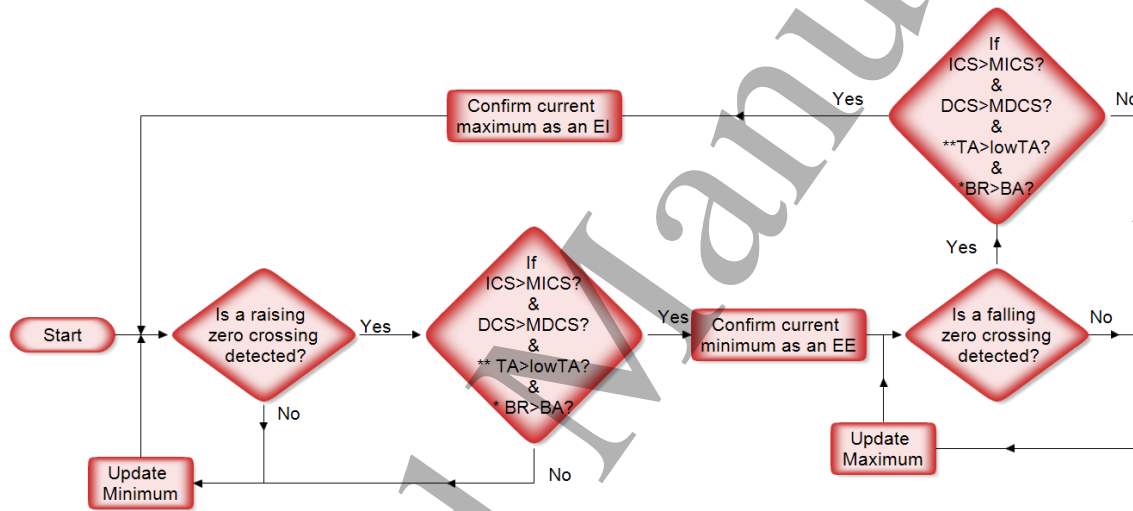 If
ICS>MICS?
&
DCS>MDCS?
&
**TA>lowTA?
&
*BR>BA?
Yes
No
Confirm current
maximum as an EI
Yes
Start
Is a raising
zero crossing
detected?
Yes
No
If
ICS>MICS?
&
DCS>MDCS?
&
** TA>lowTA?
&
* BR>BA?
Yes
No
Confirm current
minimum as an EE
Is a falling
zero crossing
detected?
No
Update
Maximum
Update
Minimum
Manu